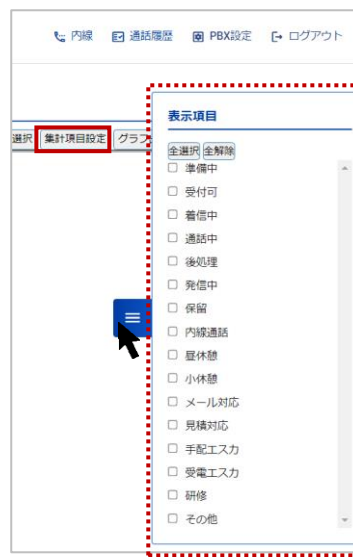 内線 通話履歴 PBX設定 ログアウト
選択 集計項目設定 グラフ
表示項目
全選択 全解除
準備中
受付可
着信中
通話中
後処理
発信中
保留
内線通話
昼休憩
小休憩
メール対応
見積対応
手配エスカ
受電エスカ
研修
その他